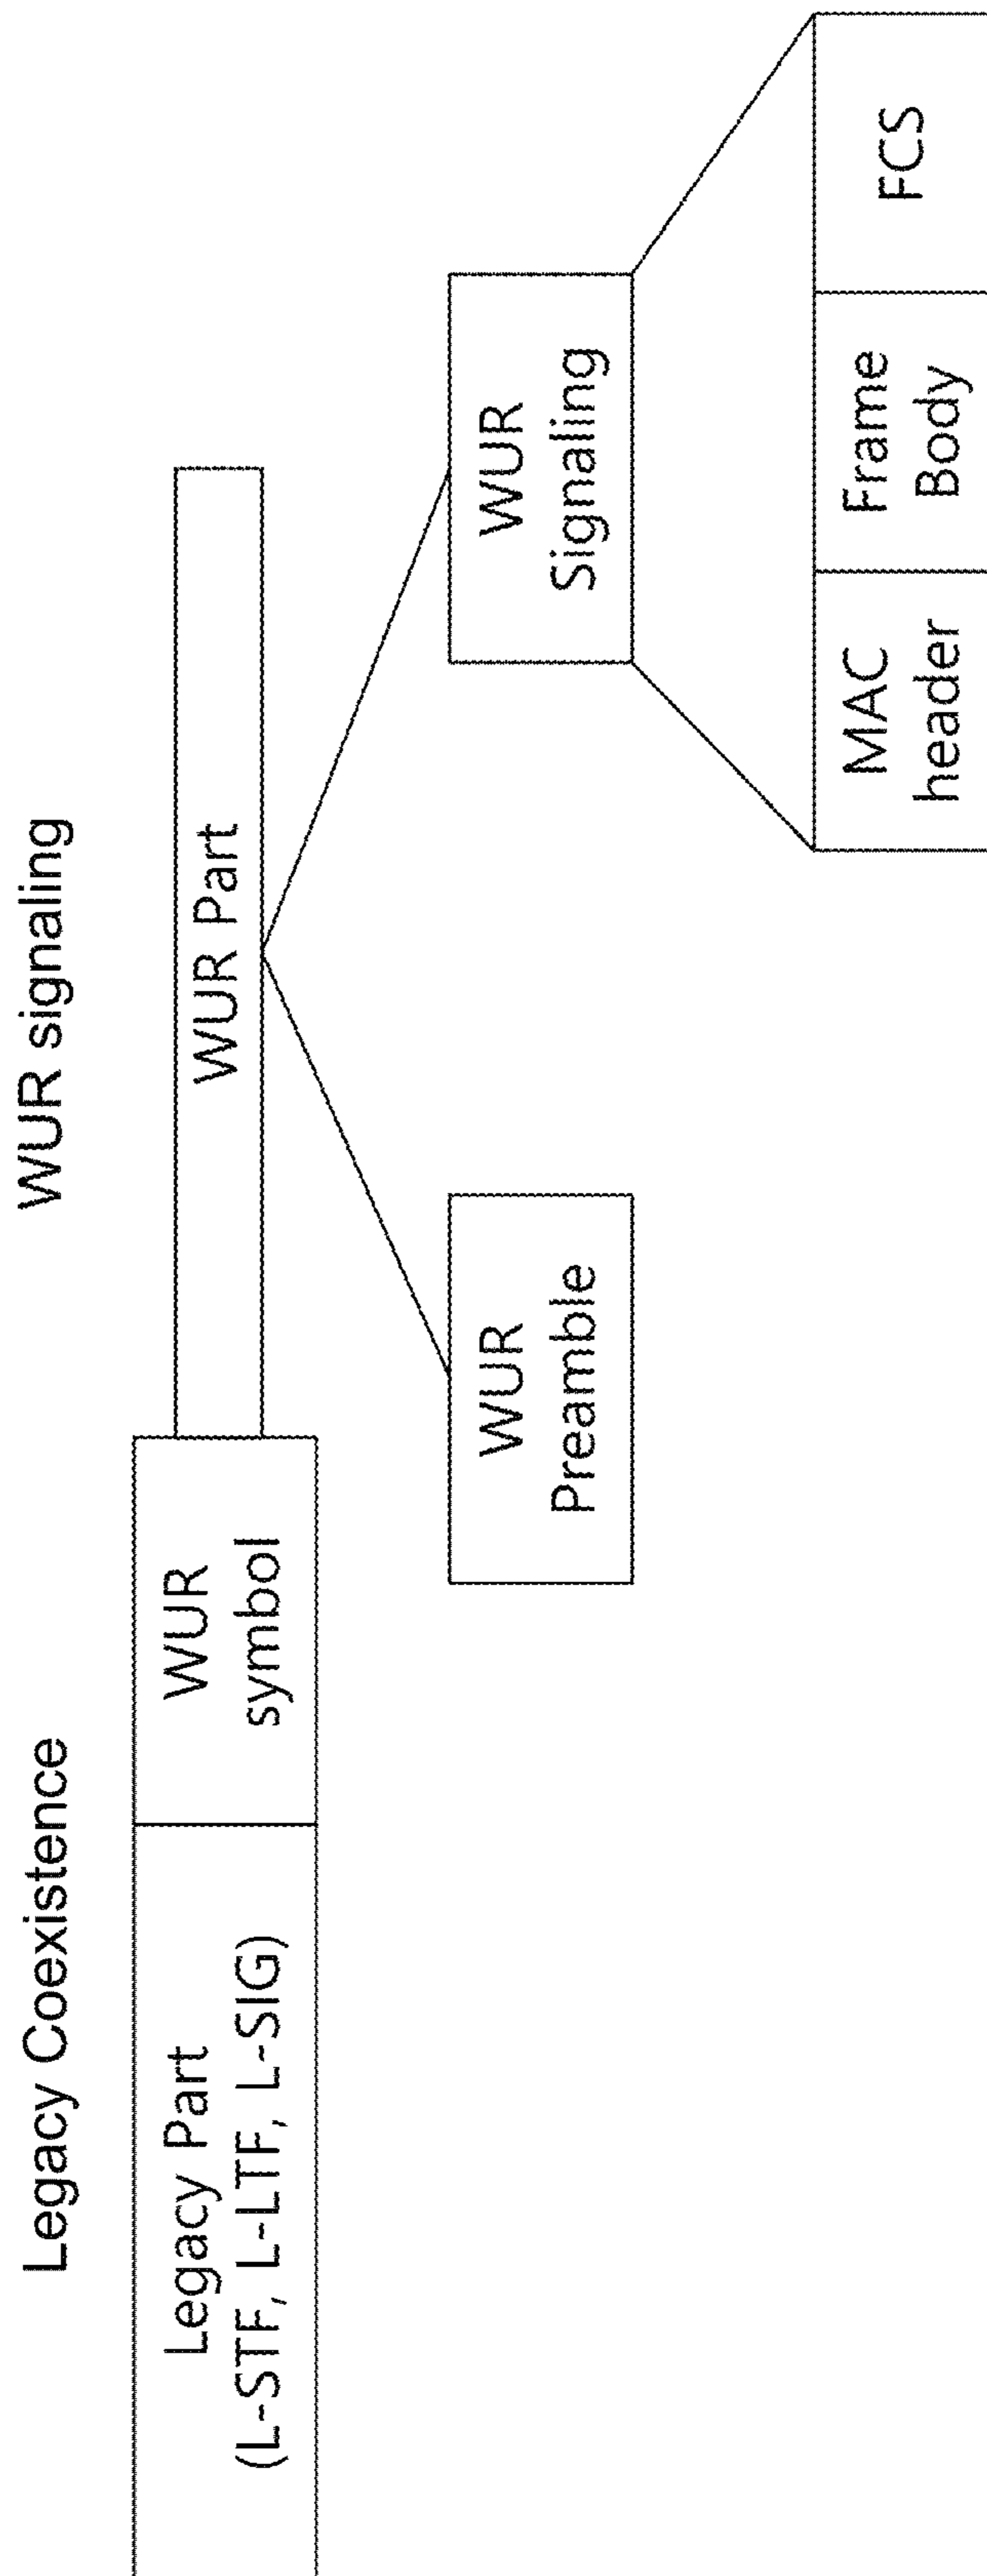 Legacy Coexistence
WUR signaling
Legacy Part
(L-STF, L-LTF, L-SIG)
WUR
symbol
WUR Part
WUR
Preamble
WUR
Signaling
MAC
header
Frame
Body
FCS